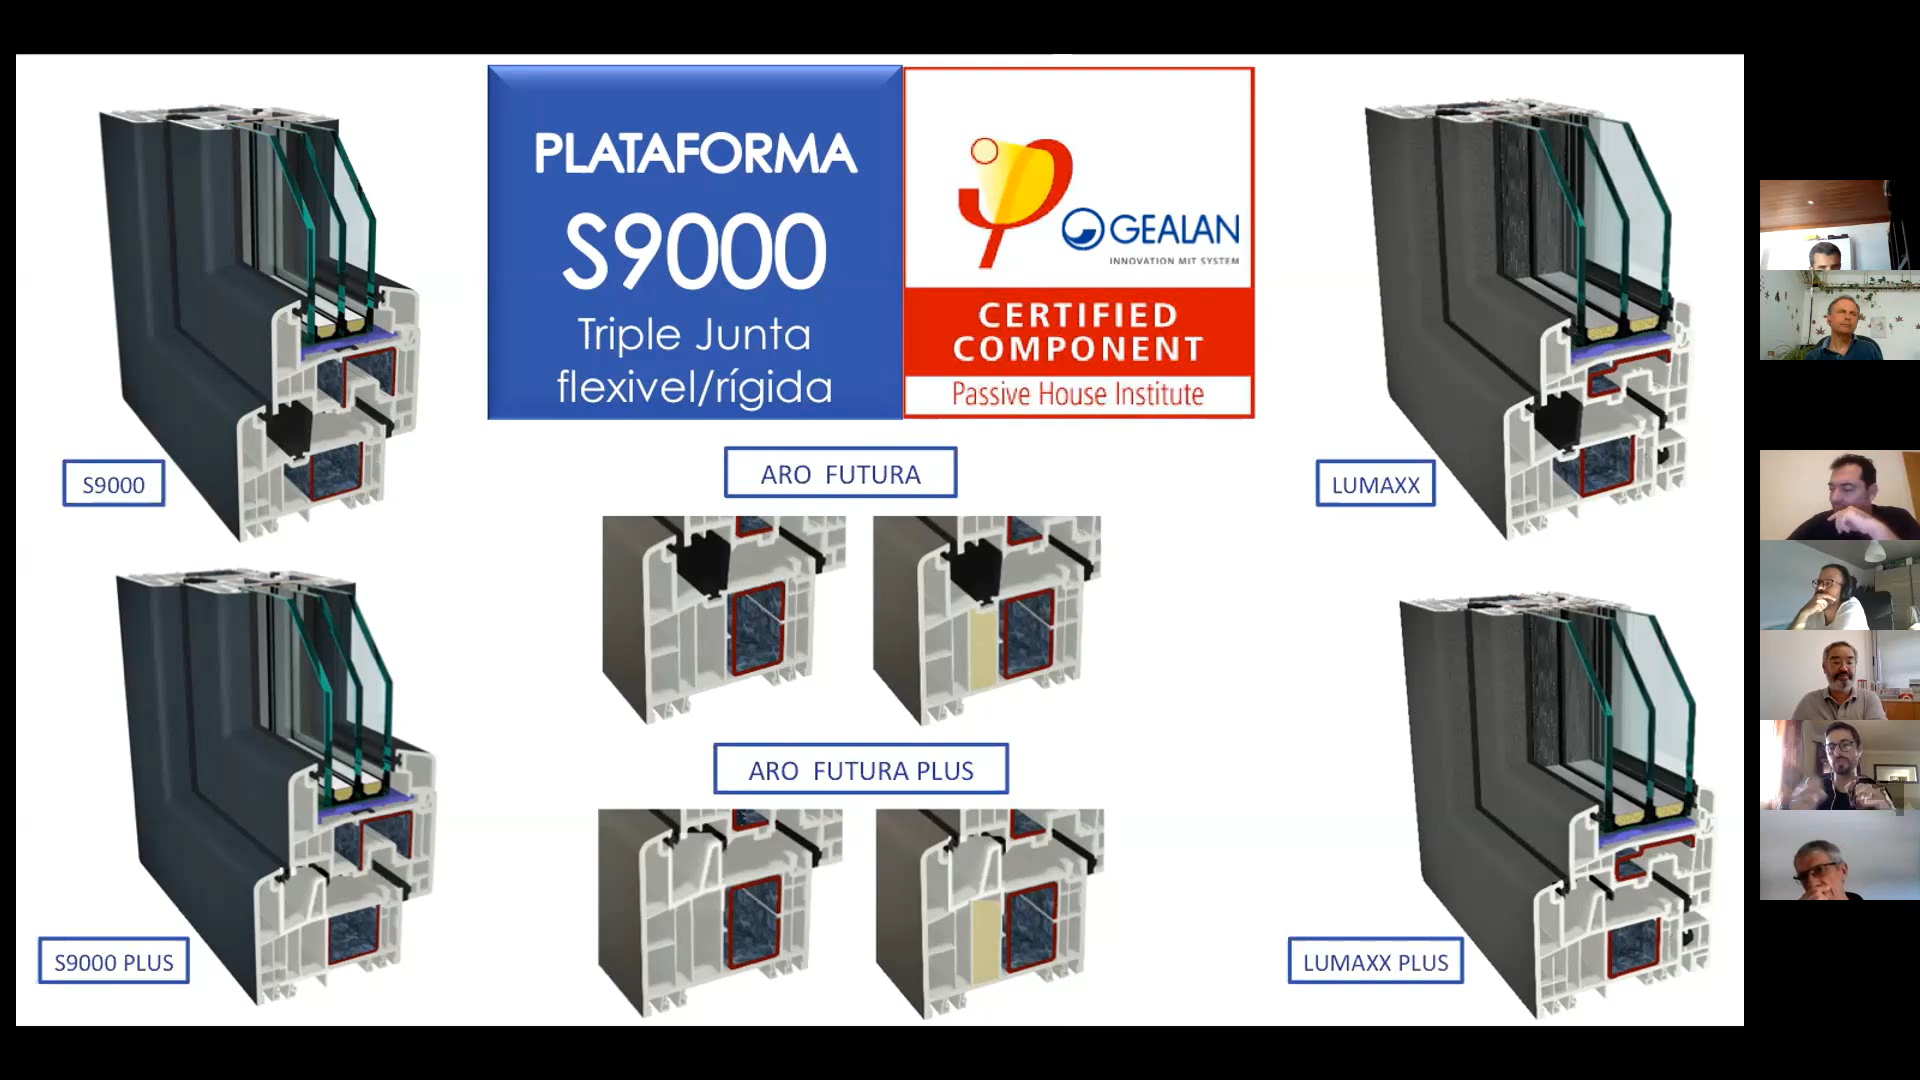 PLATAFORMA
S9000
Triple Junta
flexivel/rígida
GEALAN
INNOVATION MIT SYSTEM
CERTIFIED
COMPONENT
Passive House Institute
S9000
ARO FUTURA
LUMAXX
ARO FUTURA PLUS
S9000 PLUS
LUMAXX PLUS